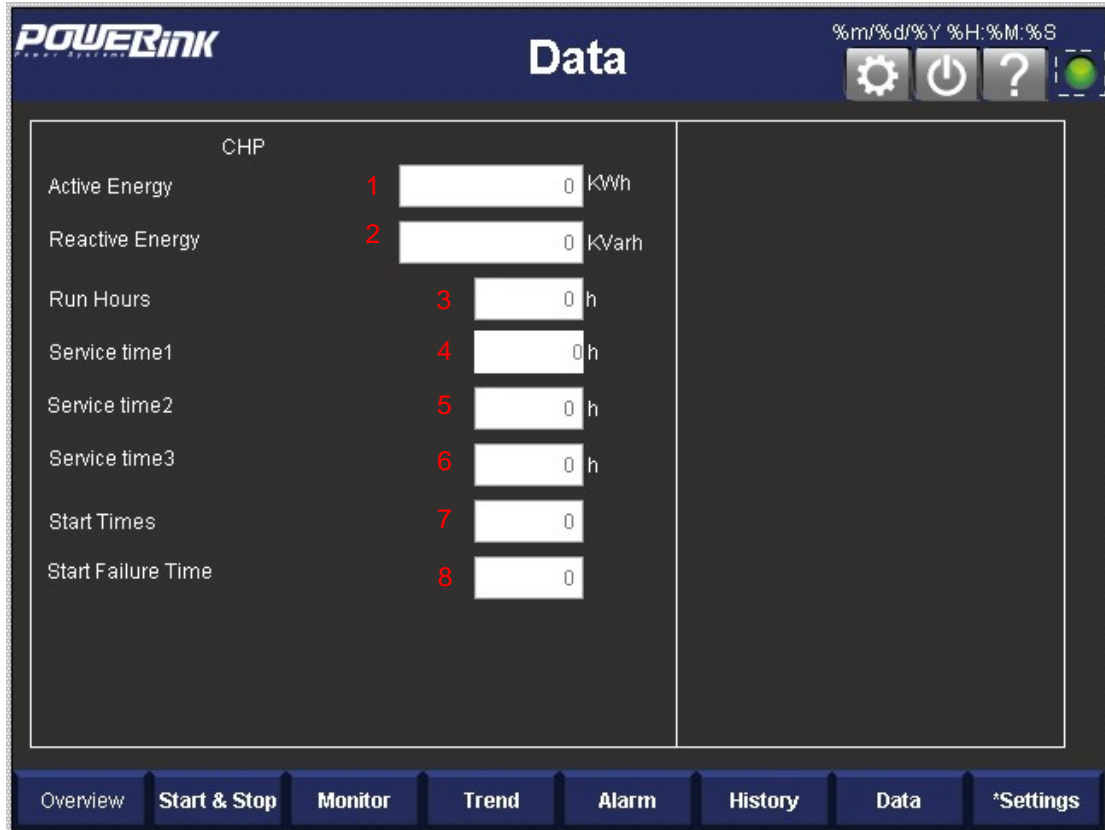 POWERLINK
Power Systems
Data
%m/%d/%Y %H:%M:%S
?
CHP
Active Energy 1 0 KWh
Reactive Energy 2 0 KVarh
Run Hours 3 0 h
Service time1 4 0 h
Service time2 5 0 h
Service time3 6 0 h
Start Times 7 0
Start Failure Time 8 0
Overview Start & Stop Monitor Trend Alarm History Data *Settings